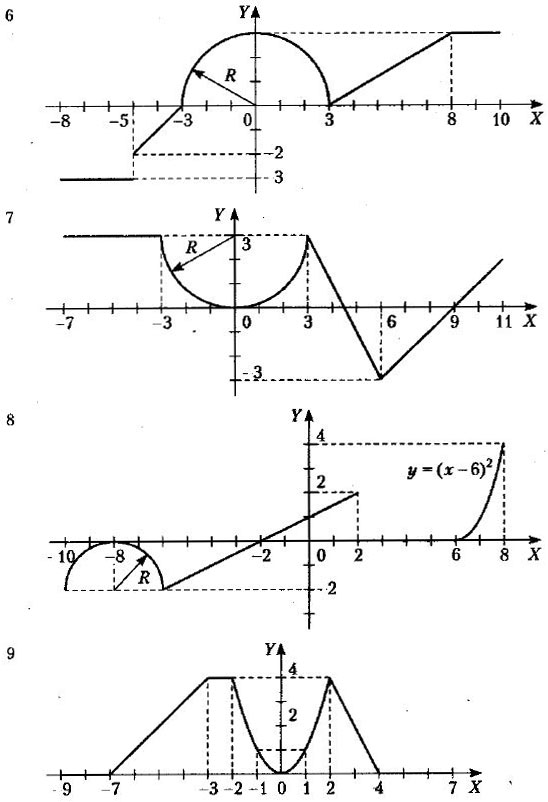 6
Y
R
-8 -5 -3 0 3 8 10 X
-2
3
7
Y
3
R
-7 -3 0 3 6 9 11 X
-3
8
Y
4
y = (x - 6)²
2
-10 -8 -2 0 2 6 8 X
R
2
9
Y
4
2
-9 -7 -3 -2 -1 0 1 2 4 7 X